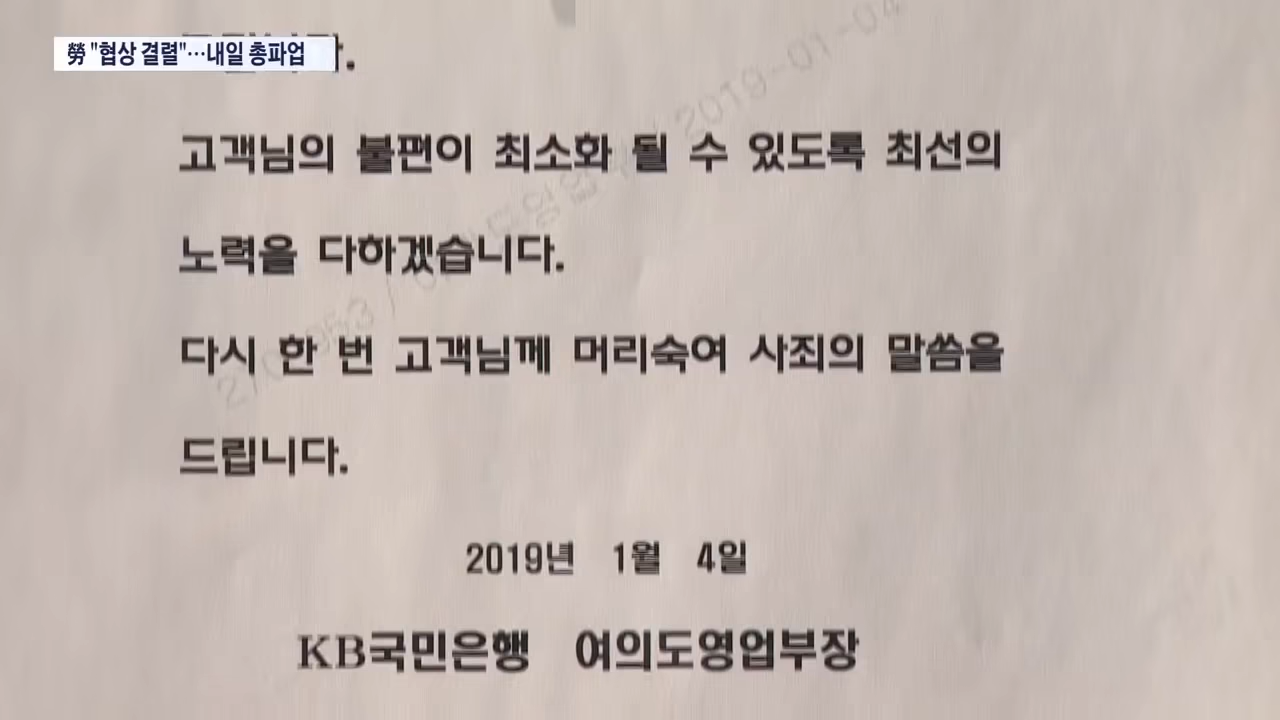 勞 "협상 결렬"…내일 총파업
고객님의 불편이 최소화 될 수 있도록 최선의
노력을 다하겠습니다.
다시 한 번 고객님께 머리숙여 사죄의 말씀을
드립니다.
2019년 1월 4일
KB국민은행 여의도영업부장
2019-01-04